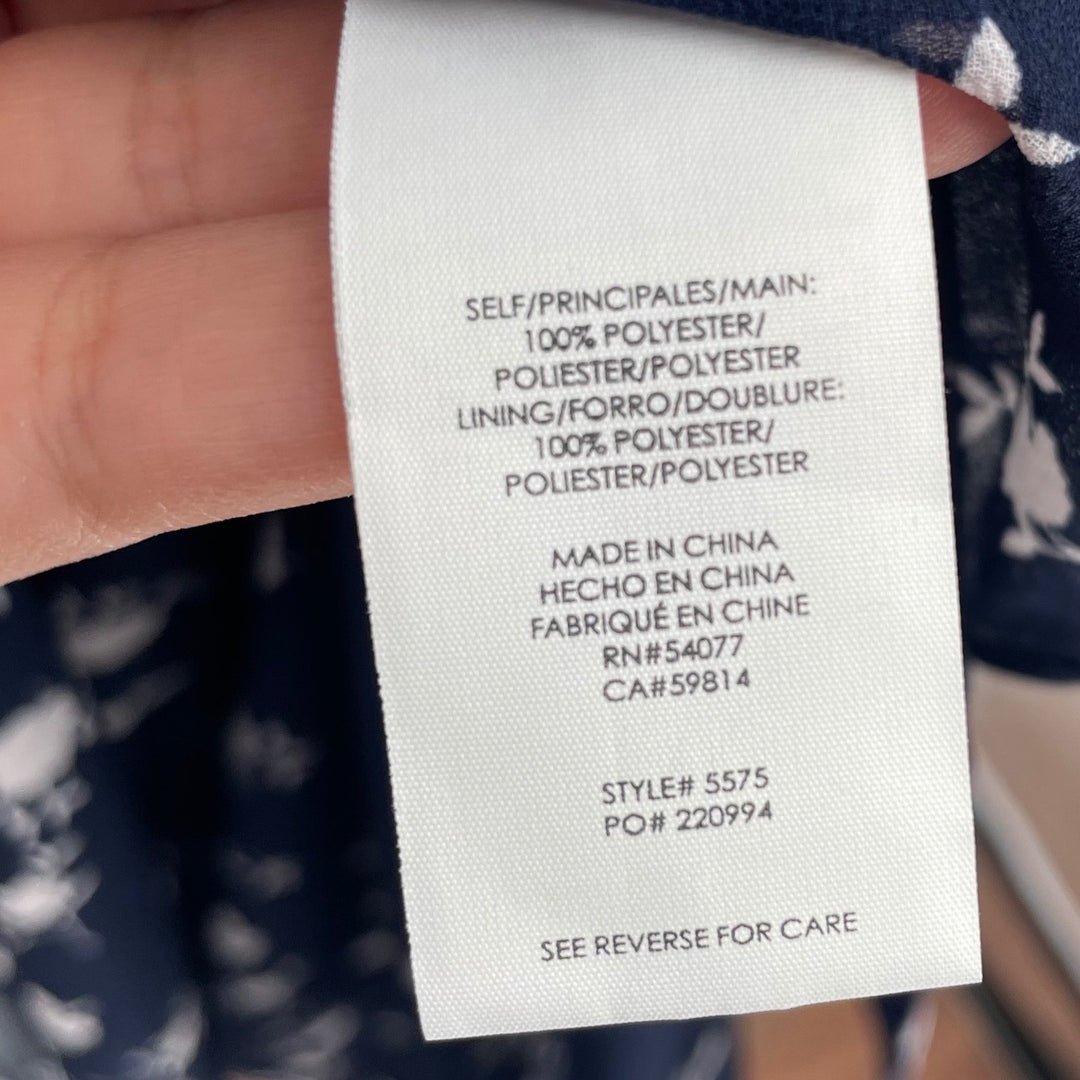 SELF/PRINCIPALES/MAIN:
100% POLYESTER/
POLIESTER/POLYESTER
LINING/FORRO/DOUBLURE:
100% POLYESTER/
POLIESTER/POLYESTER
MADE IN CHINA
HECHO EN CHINA
FABRIQUÉ EN CHINE
RN#54077
CA#59814
STYLE# 5575
PO# 220994
SEE REVERSE FOR CARE